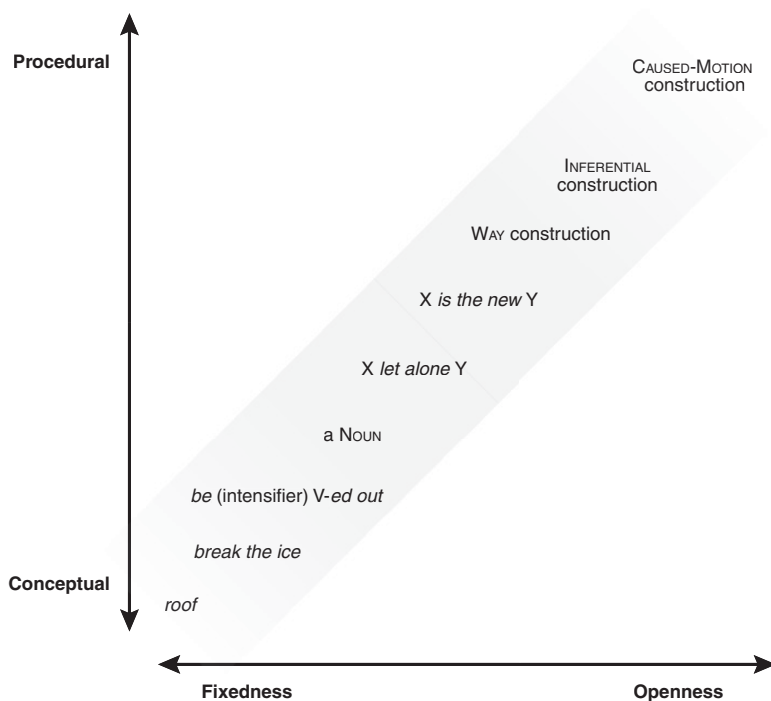 Procedural
CAUSED-MOTION
construction
INFERENTIAL
construction
WAY construction
X is the new Y
X let alone Y
a NOUN
be (intensifier) V-ed out
break the ice
Conceptual
roof
Fixedness
Openness